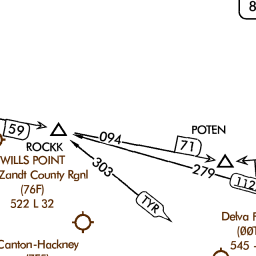 8
59
ROCKK
094
71
POTEN
279
112
303
TYR
WILLS POINT
Zandt County Rgnl
(76F)
522 L 32
Canton-Hackney
Delva F
545 -